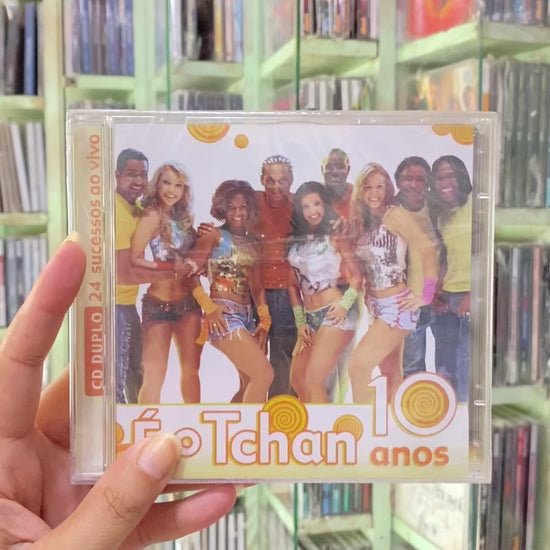 CD DUPLO 24 sucessos ao vivo
É o Tchan
10
anos